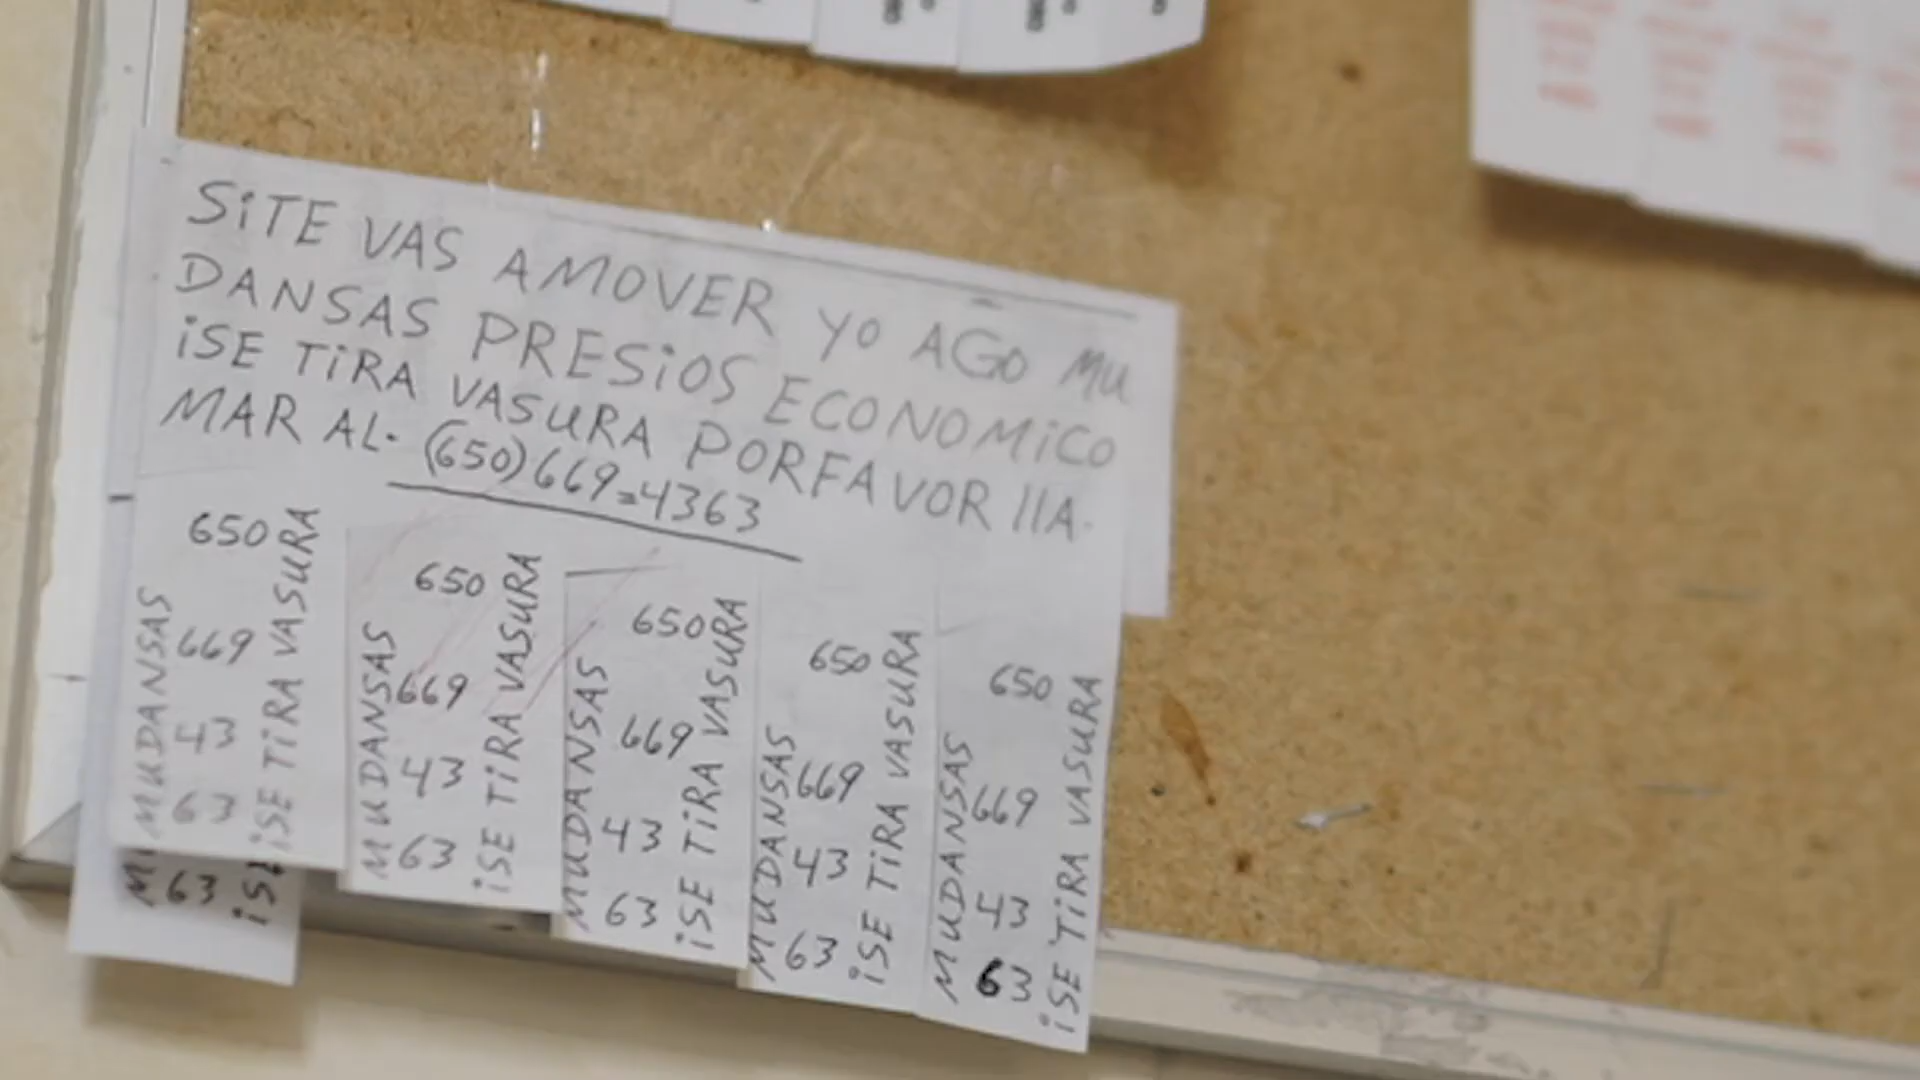 SiTE VAS AMOVER YO AGO MU
DANSAS PRESiOS ECONOMiCO
iSE TiRA VASURA PORFAVOR llA.
MAR AL. (650) 669=4363
MUDANSAS
650
669
43
63
iSE TiRA VASURA
MUDANSAS
650
669
43
63
iSE TiRA VASURA
MUDANSAS
650
669
43
63
iSE TiRA VASURA
MUDANSAS
650
669
43
63
iSE TiRA VASURA
MUDANSAS
650
669
43
63
iSE TiRA VASURA
63